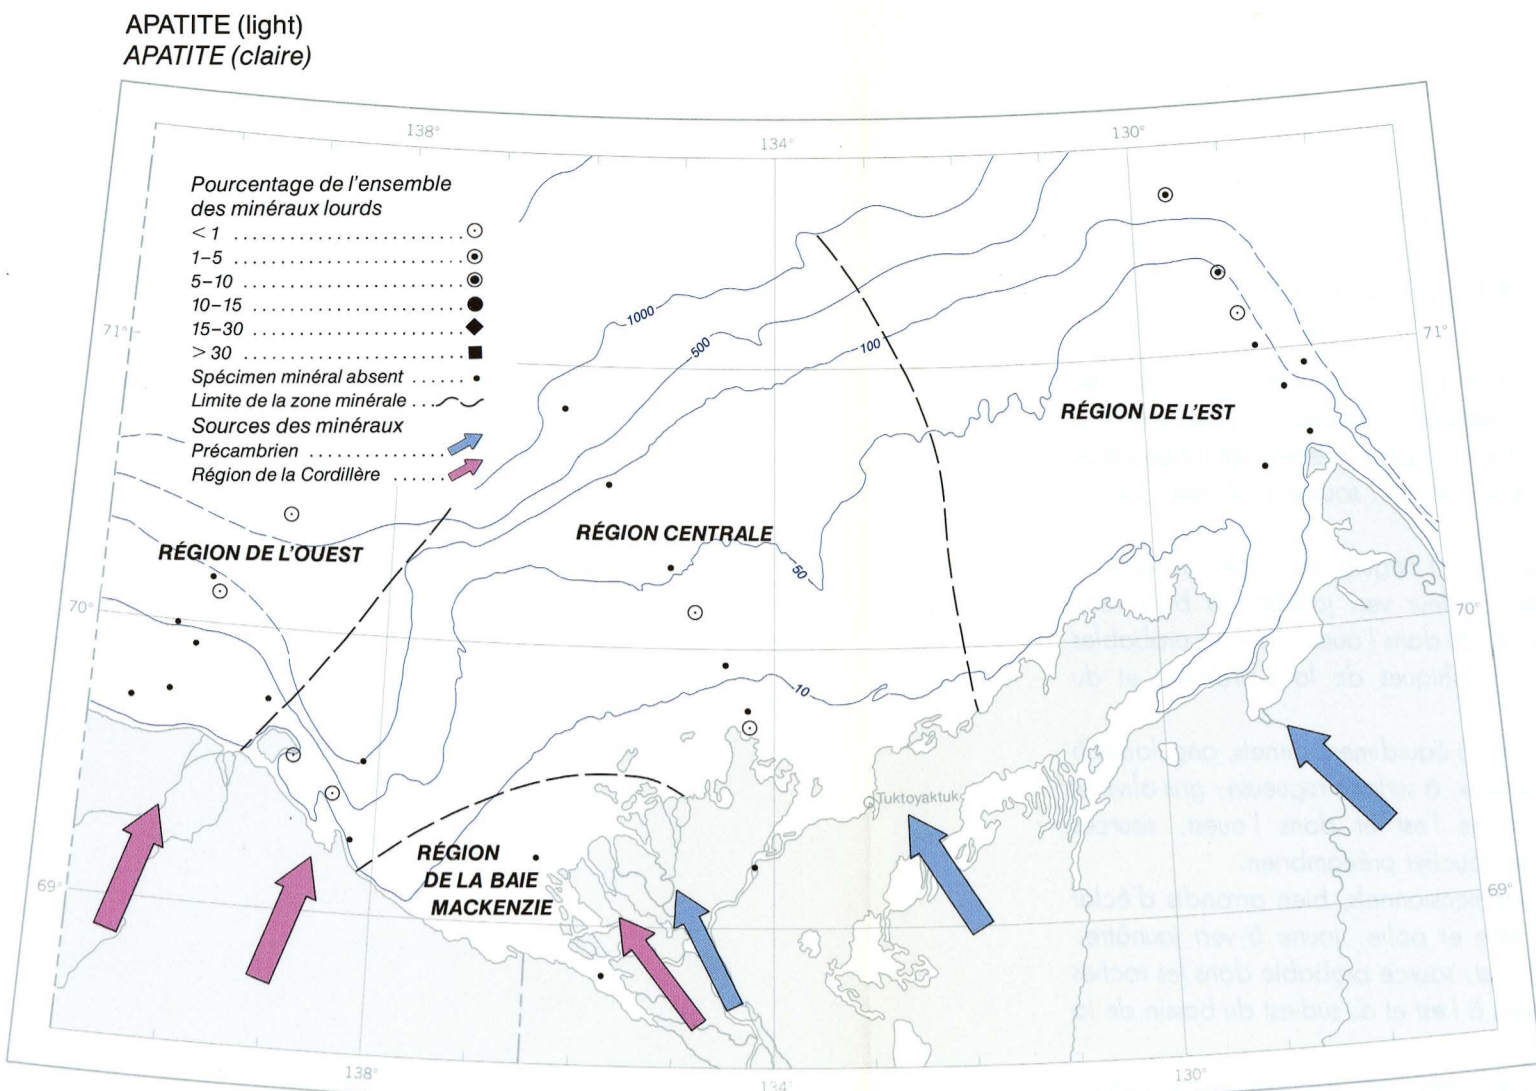 APATITE (light)
APATITE (claire)
138°
134°
130°
Pourcentage de l'ensemble
des minéraux lourds
< 1
1–5
5–10
10–15
15–30
> 30
Spécimen minéral absent
Limite de la zone minérale
Sources des minéraux
Précambrien
Région de la Cordillère
71°
1000
500
100
71°
RÉGION DE L'EST
RÉGION CENTRALE
RÉGION DE L'OUEST
50
70°
70°
10
Tuktoyaktuk
RÉGION
DE LA BAIE
MACKENZIE
69°
69°
138°
134°
130°